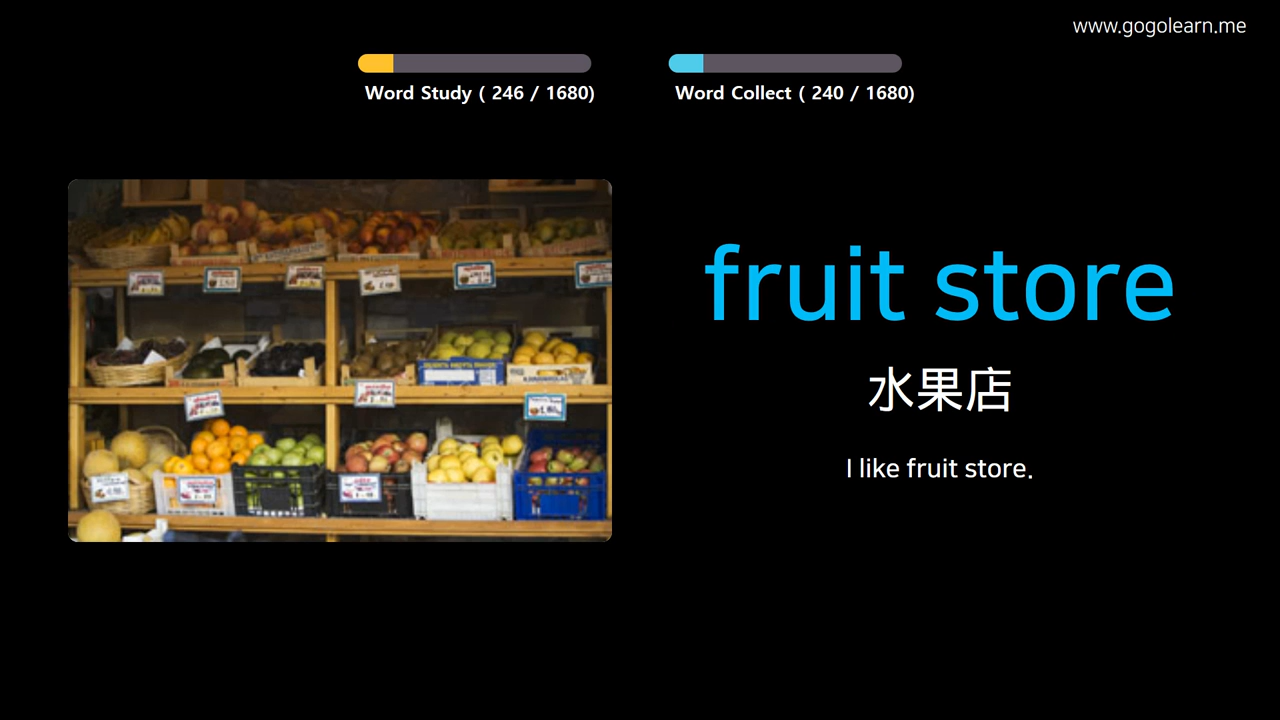 www.gogolearn.me
Word Study ( 246 / 1680)
Word Collect ( 240 / 1680)
fruit store
水果店
I like fruit store.